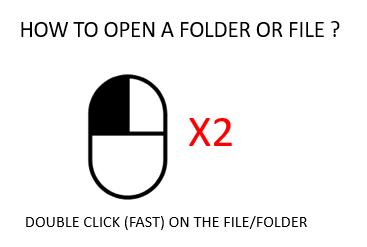 HOW TO OPEN A FOLDER OR FILE ?
X2
DOUBLE CLICK (FAST) ON THE FILE/FOLDER